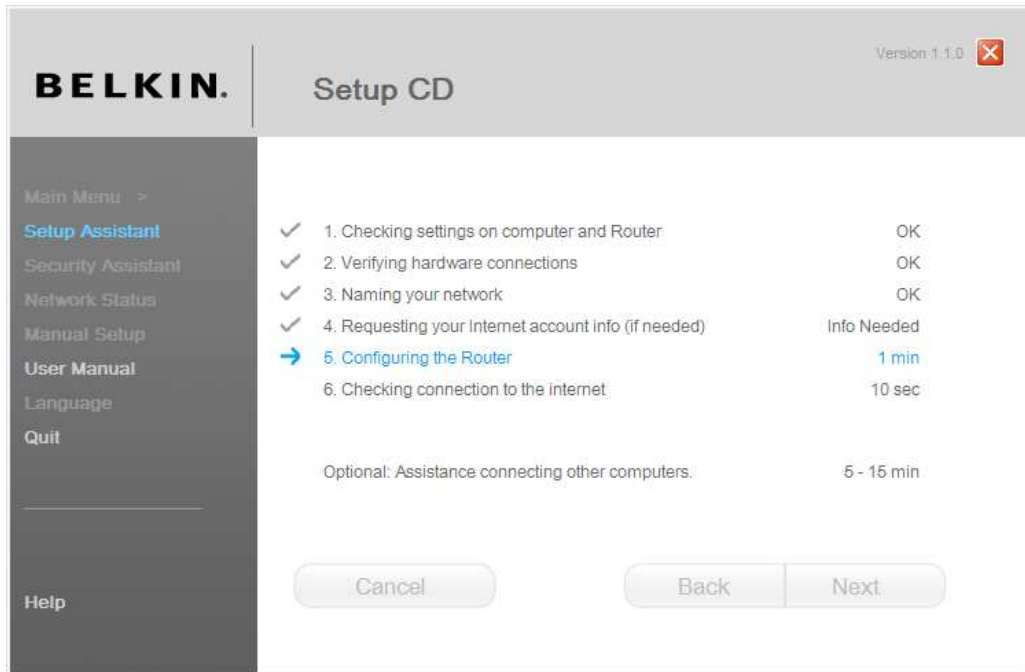 Version 1.1.0
BELKIN.
Setup CD
Main Menu >
Setup Assistant
Security Assistant
Network Status
Manual Setup
User Manual
Language
Quit
Help
1. Checking settings on computer and Router OK
2. Verifying hardware connections OK
3. Naming your network OK
4. Requesting your Internet account info (if needed) Info Needed
5. Configuring the Router 1 min
6. Checking connection to the internet 10 sec
Optional: Assistance connecting other computers. 5 - 15 min
Cancel
Back
Next